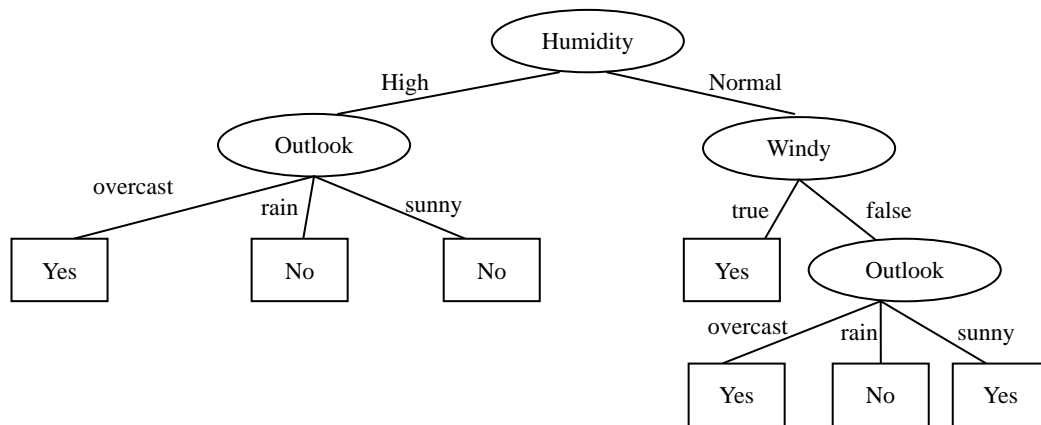 Humidity
High
Normal
Outlook
Windy
overcast
rain
sunny
true
false
Yes
No
No
Yes
Outlook
overcast
rain
sunny
Yes
No
Yes